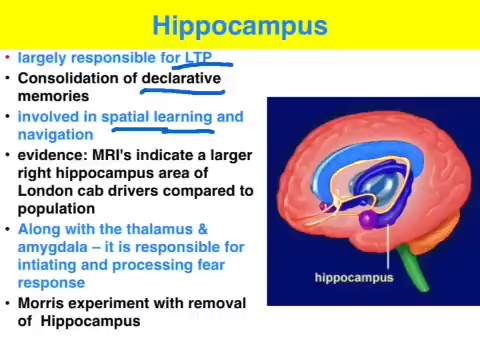 Hippocampus
• largely responsible for LTP
• Consolidation of declarative
memories
• involved in spatial learning and
navigation
• evidence: MRI's indicate a larger
right hippocampus area of
London cab drivers compared to
population
• Along with the thalamus &
amygdala – it is responsible for
intiating and processing fear
response
• Morris experiment with removal
of Hippocampus
hippocampus